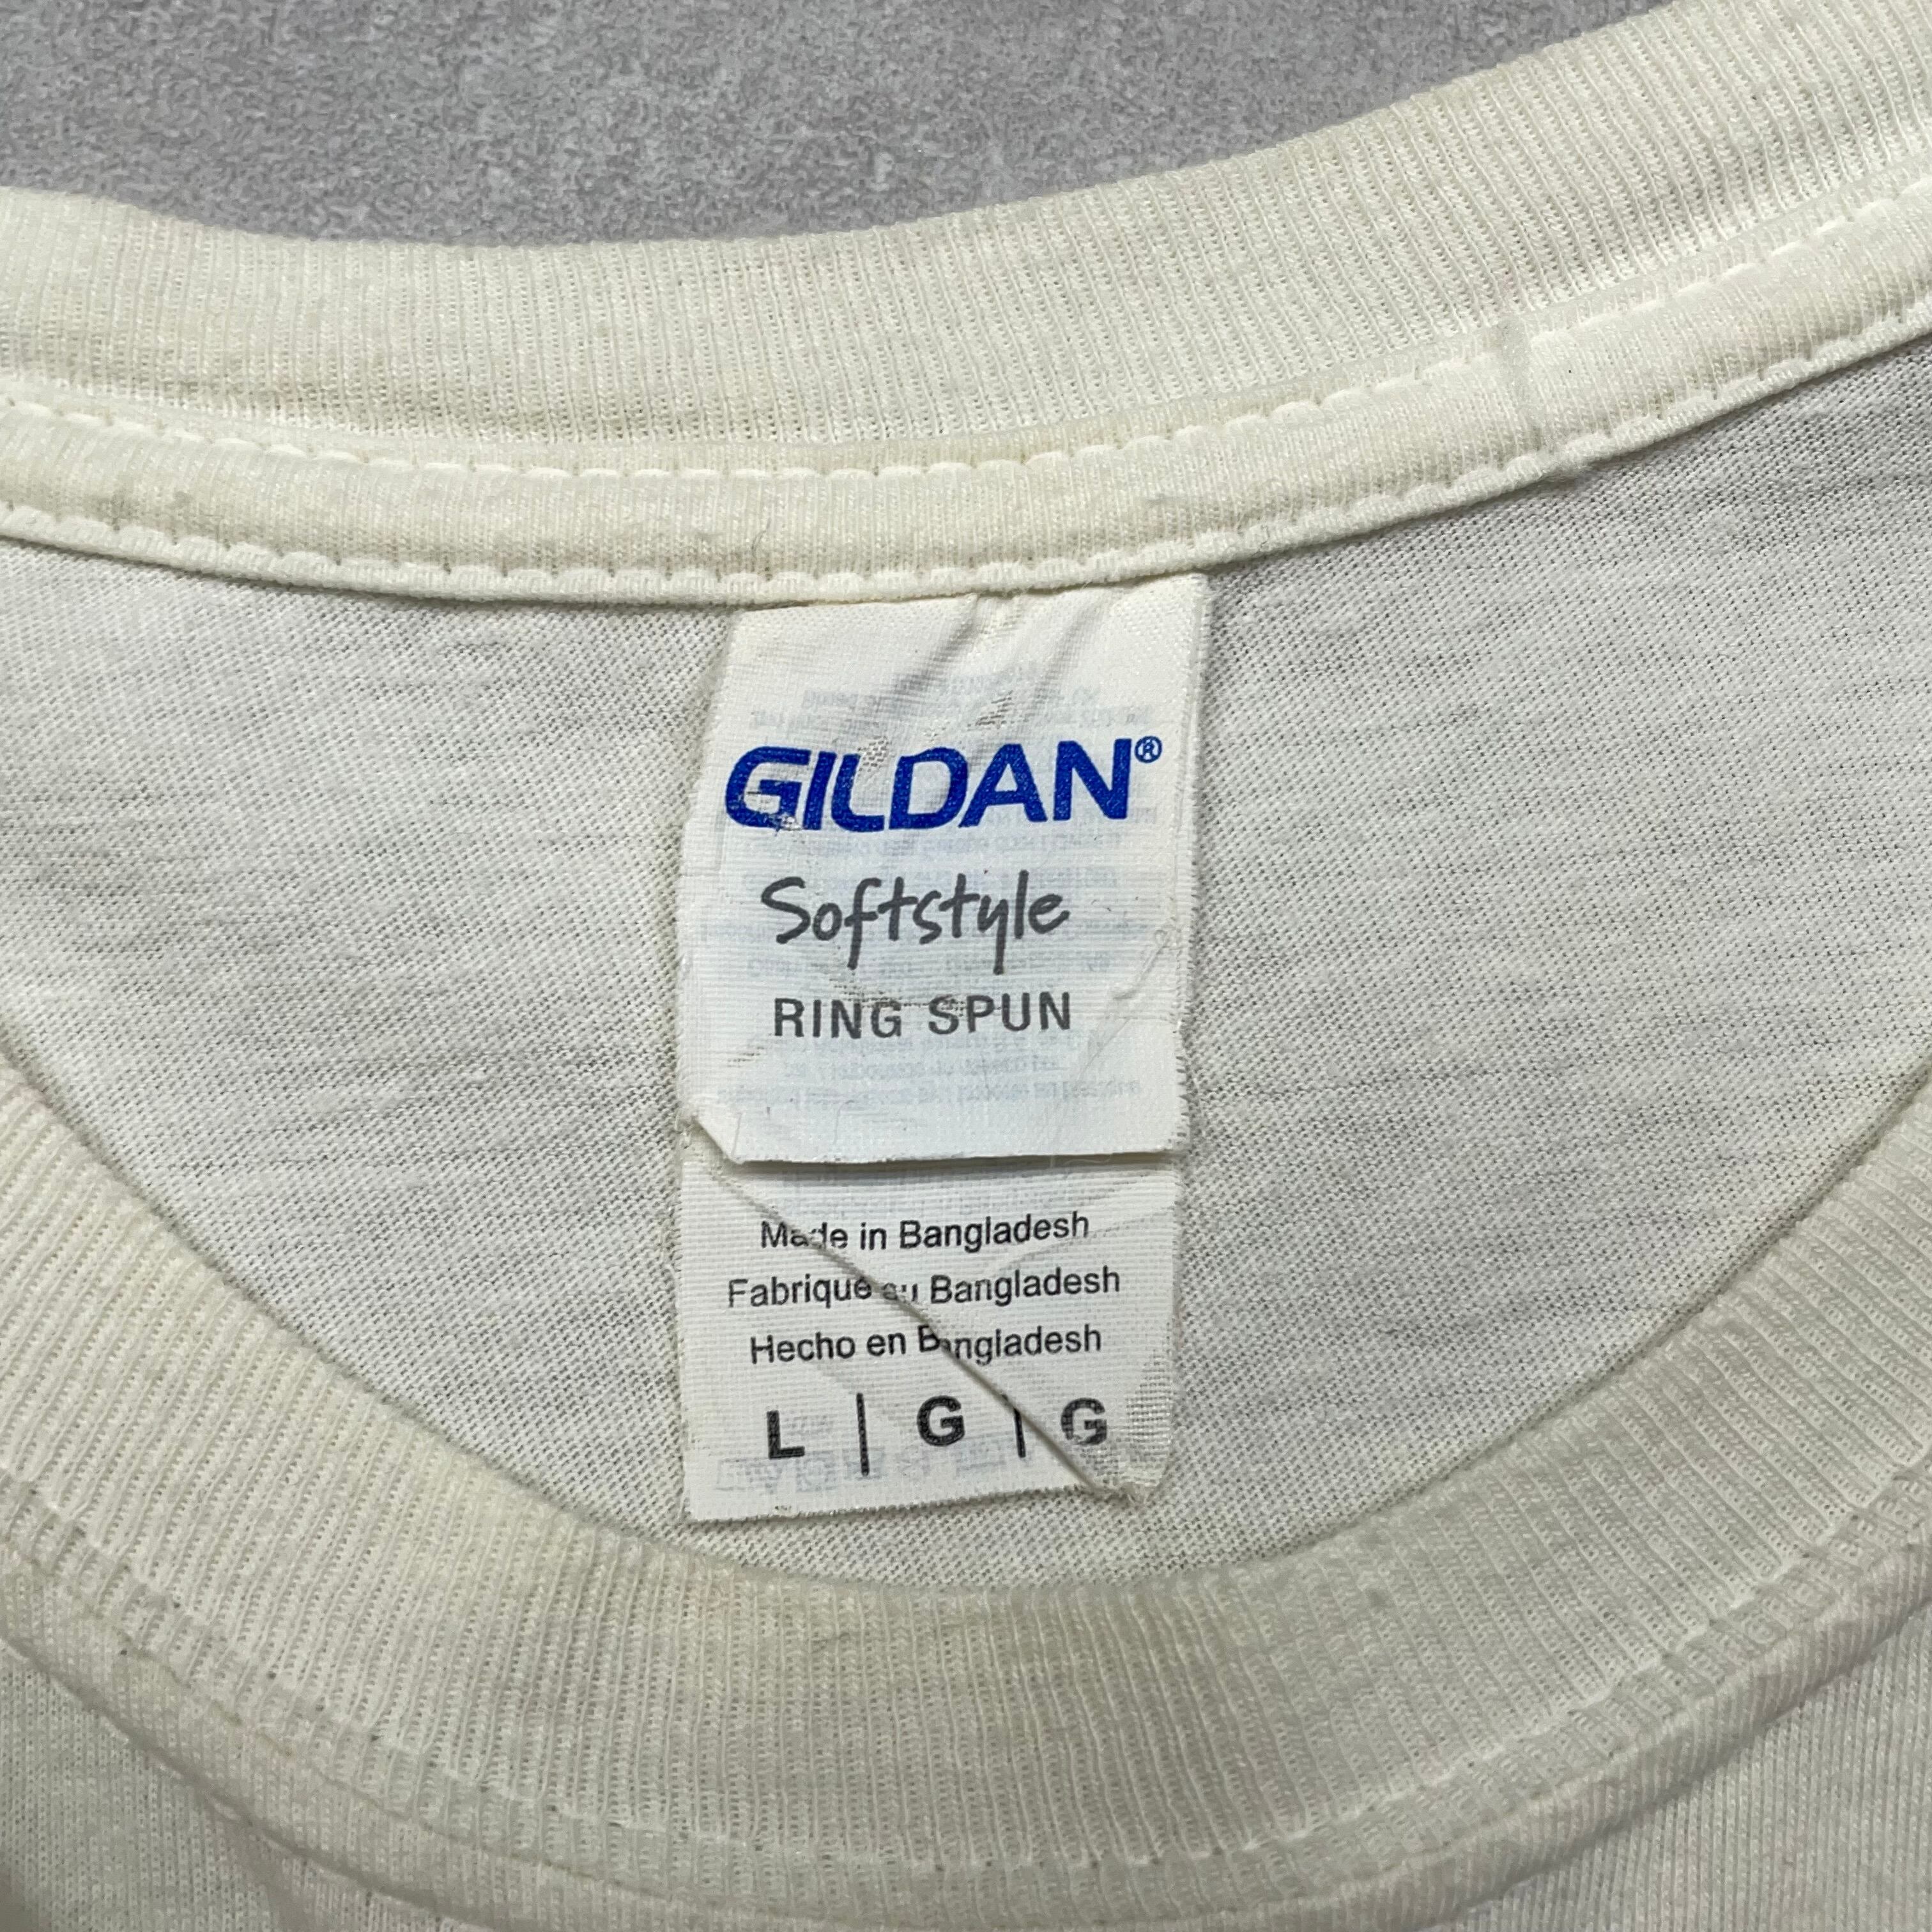 GILDAN®
Softstyle
RING SPUN
Made in Bangladesh
Fabrique au Bangladesh
Hecho en Bangladesh
L | G | G